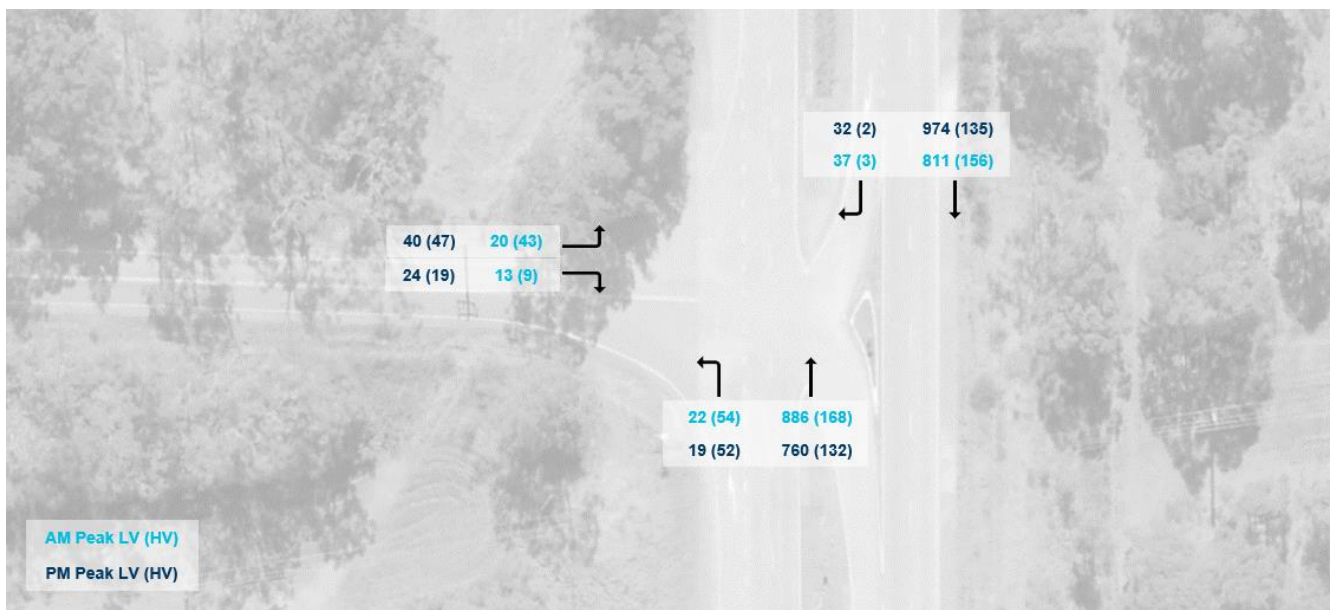 32 (2) 974 (135)
37 (3) 811 (156)
40 (47) 20 (43)
24 (19) 13 (9)
22 (54) 886 (168)
19 (52) 760 (132)
AM Peak LV (HV)
PM Peak LV (HV)